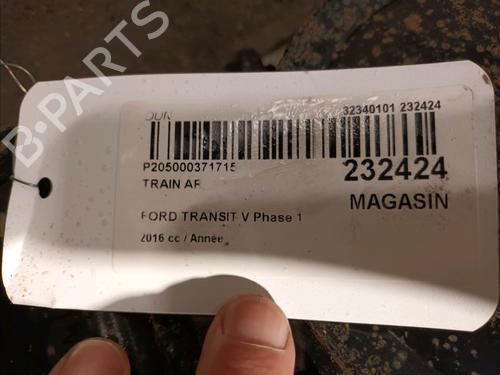 32340101 232424
P205000371715
232424
TRAIN AR
MAGASIN
FORD TRANSIT V Phase 1
2016 cc / Année
B-PARTS